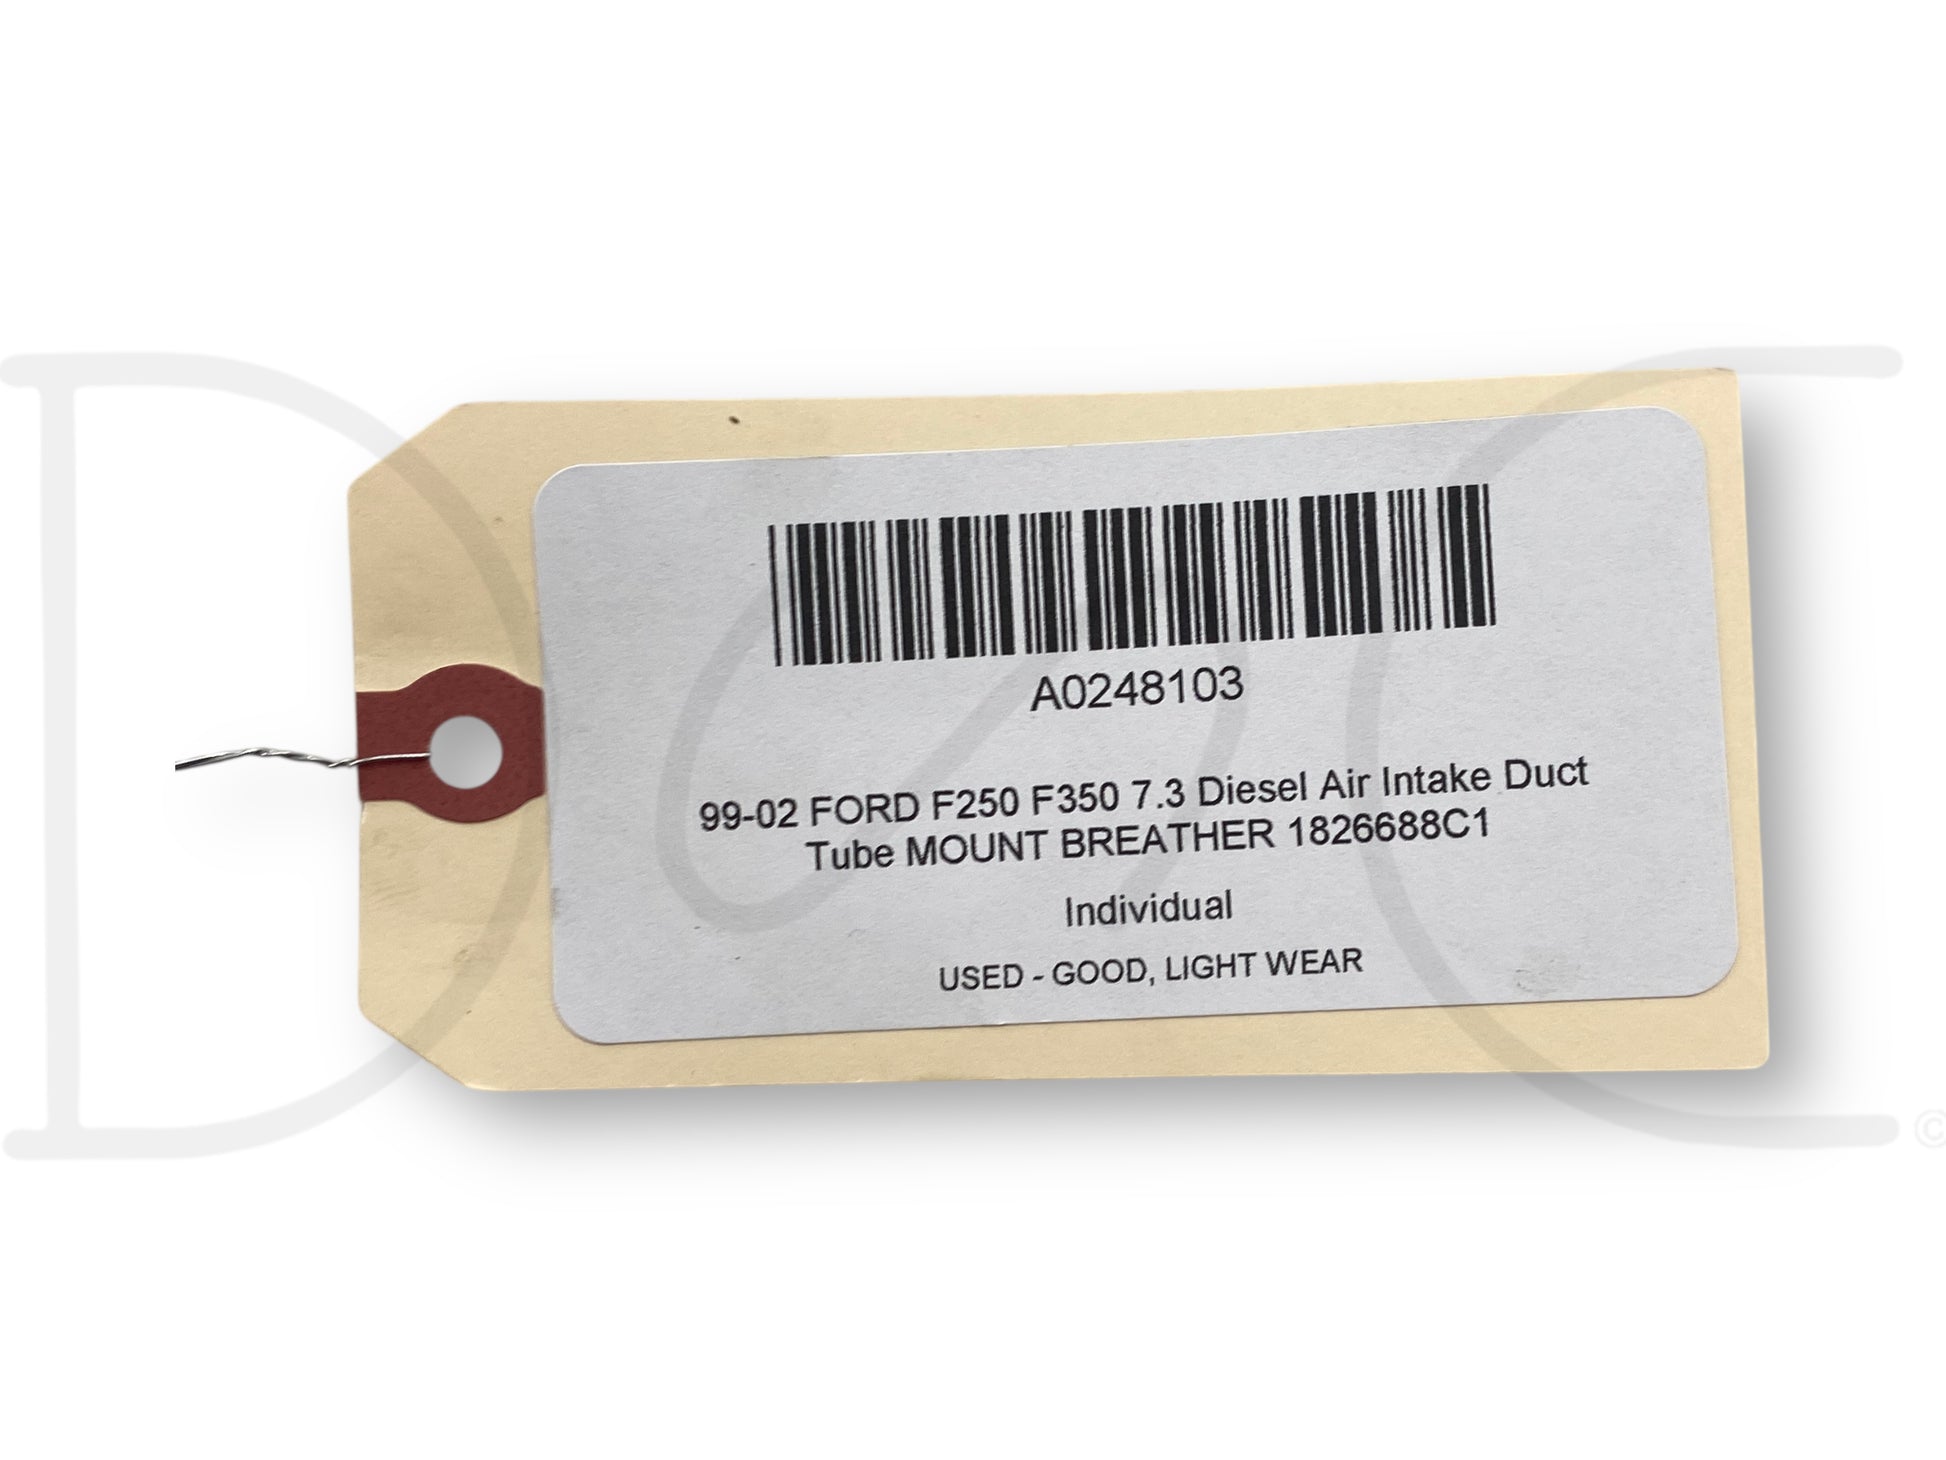 A0248103
99-02 FORD F250 F350 7.3 Diesel Air Intake Duct
Tube MOUNT BREATHER 1826688C1
Individual
USED - GOOD, LIGHT WEAR
©